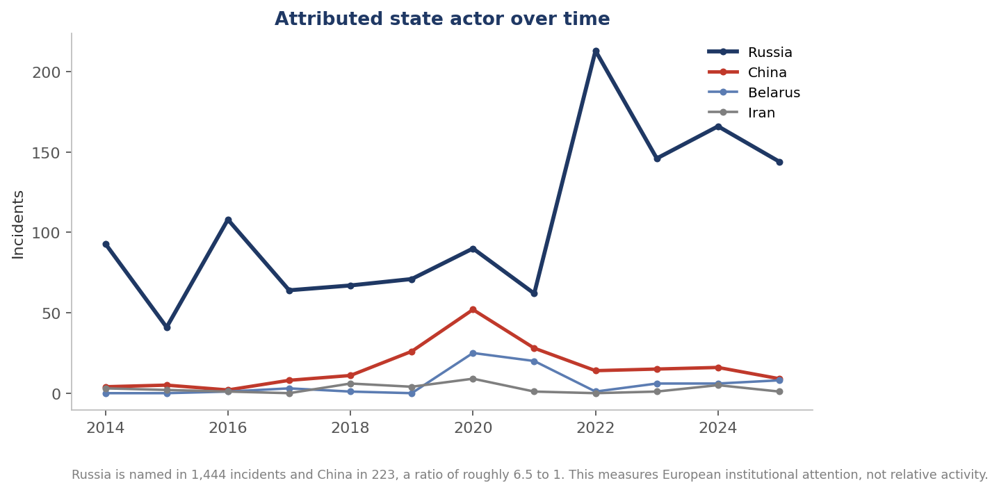 Attributed state actor over time
Russia
China
Belarus
Iran
Incidents
200
150
100
50
0
2014
2016
2018
2020
2022
2024
Russia is named in 1,444 incidents and China in 223, a ratio of roughly 6.5 to 1. This measures European institutional attention, not relative activity.